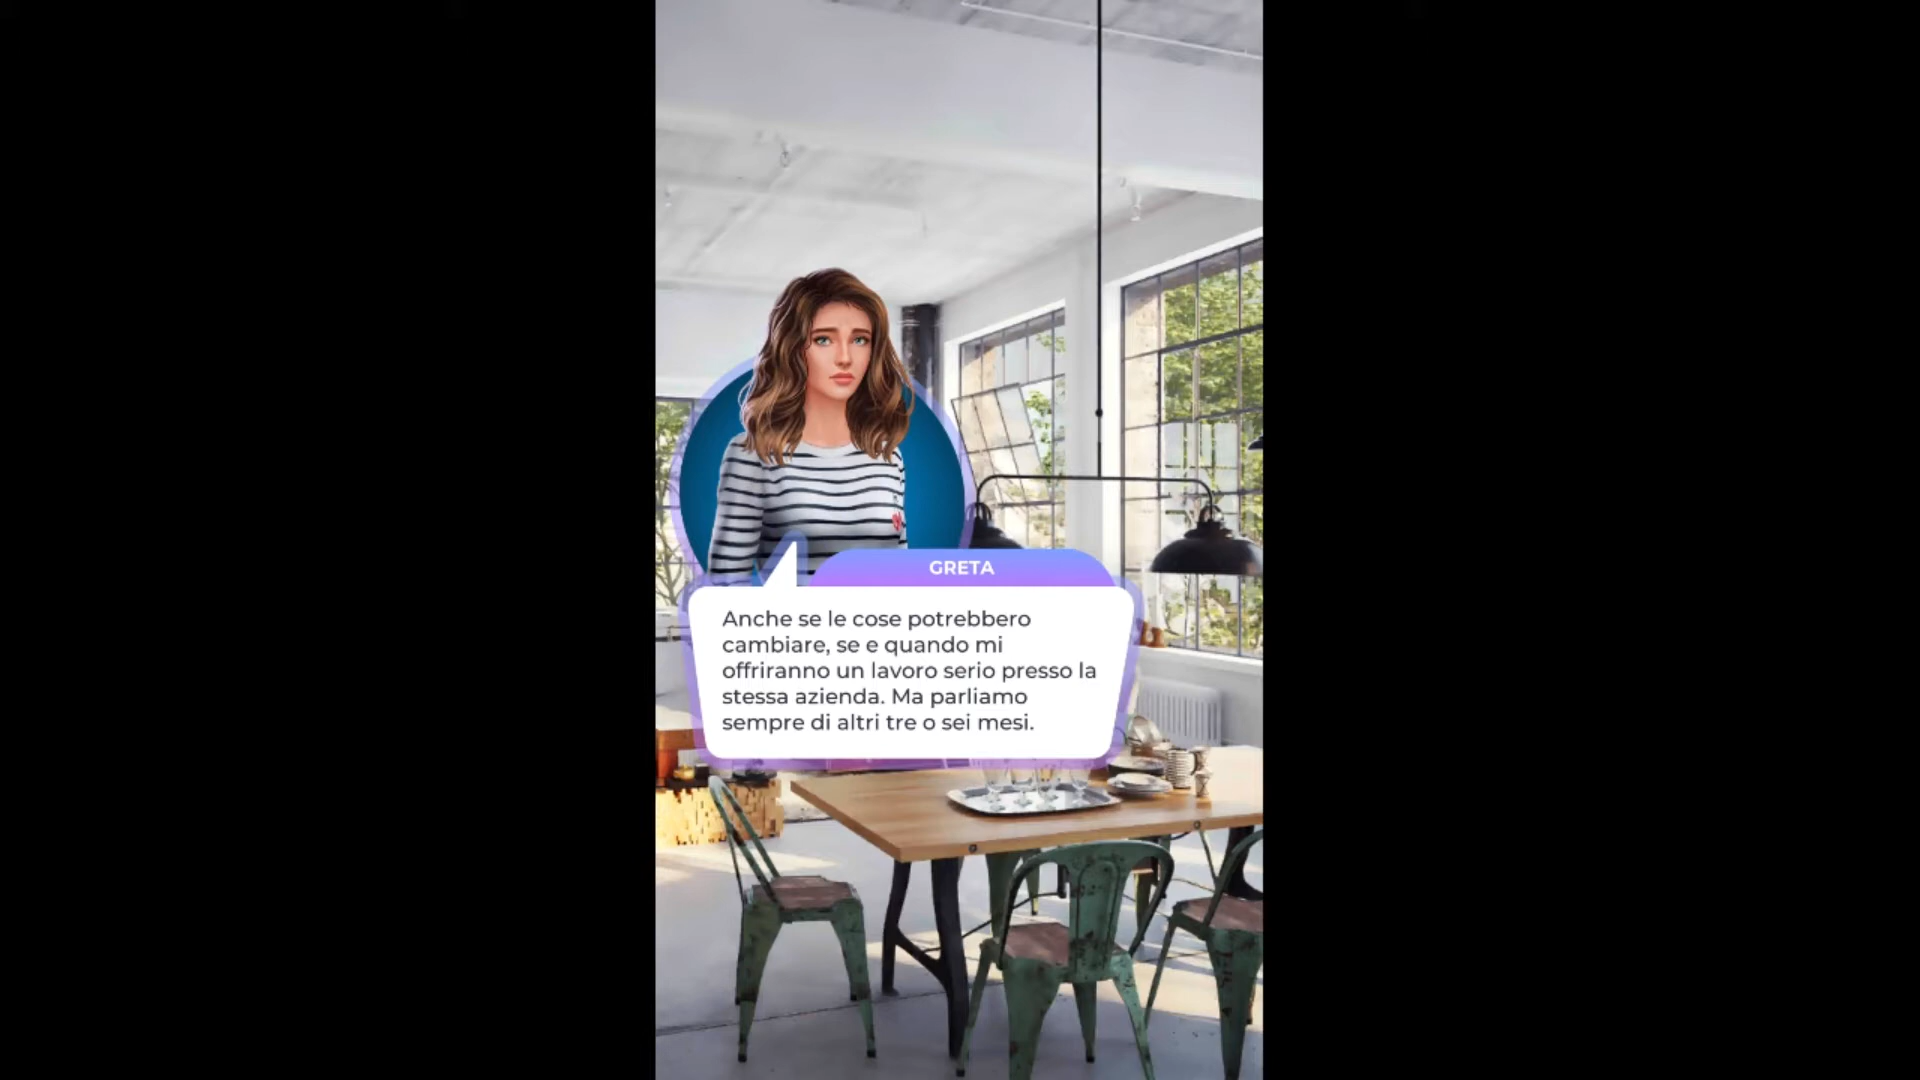 GRETA
Anche se le cose potrebbero
cambiare, se e quando mi
offriranno un lavoro serio presso la
stessa azienda. Ma parliamo
sempre di altri tre o sei mesi.